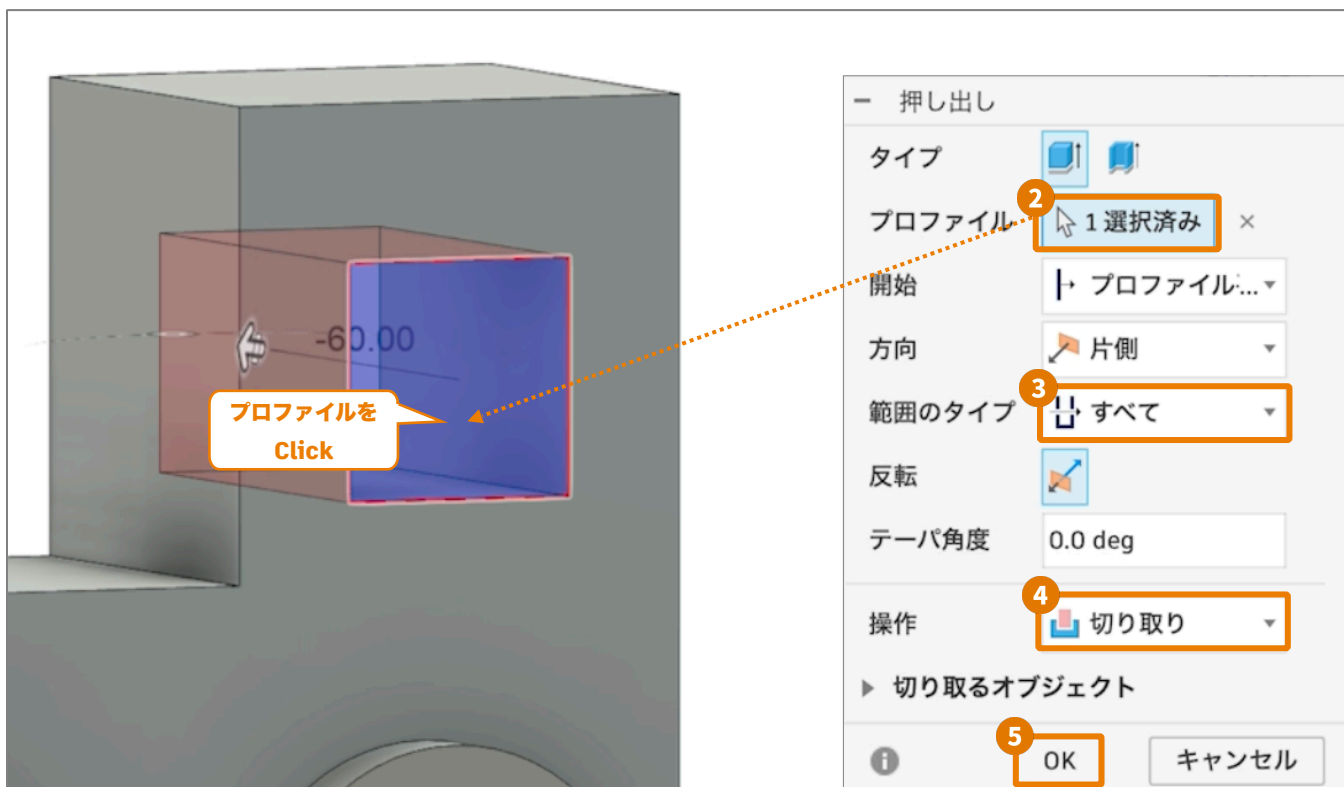 押し出し
タイプ
2
プロファイル 1 選択済み ×
開始 プロファイル...
方向 片側
3
範囲のタイプ すべて
反転
テーパ角度 0.0 deg
4
操作 切り取り
切り取るオブジェクト
5
OK キャンセル
-60.00
プロファイルを
Click